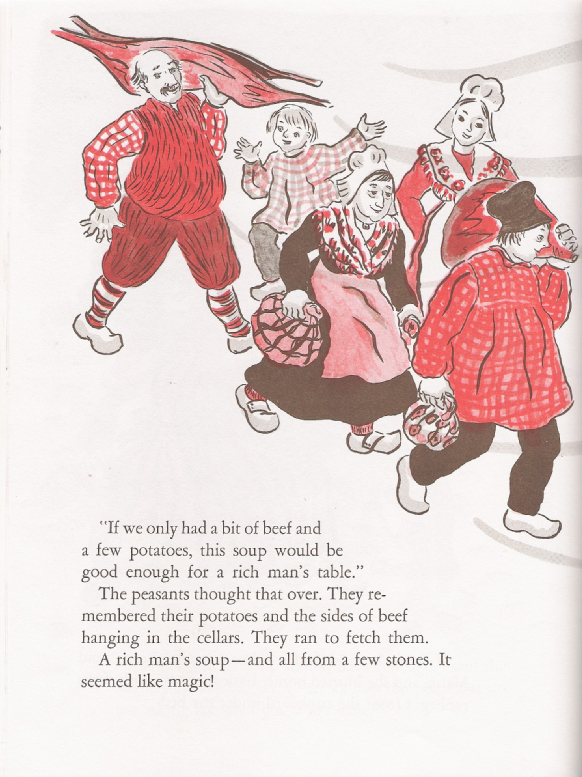 "If we only had a bit of beef and
a few potatoes, this soup would be
good enough for a rich man's table."
The peasants thought that over. They re-
membered their potatoes and the sides of beef
hanging in the cellars. They ran to fetch them.
A rich man's soup—and all from a few stones. It
seemed like magic!